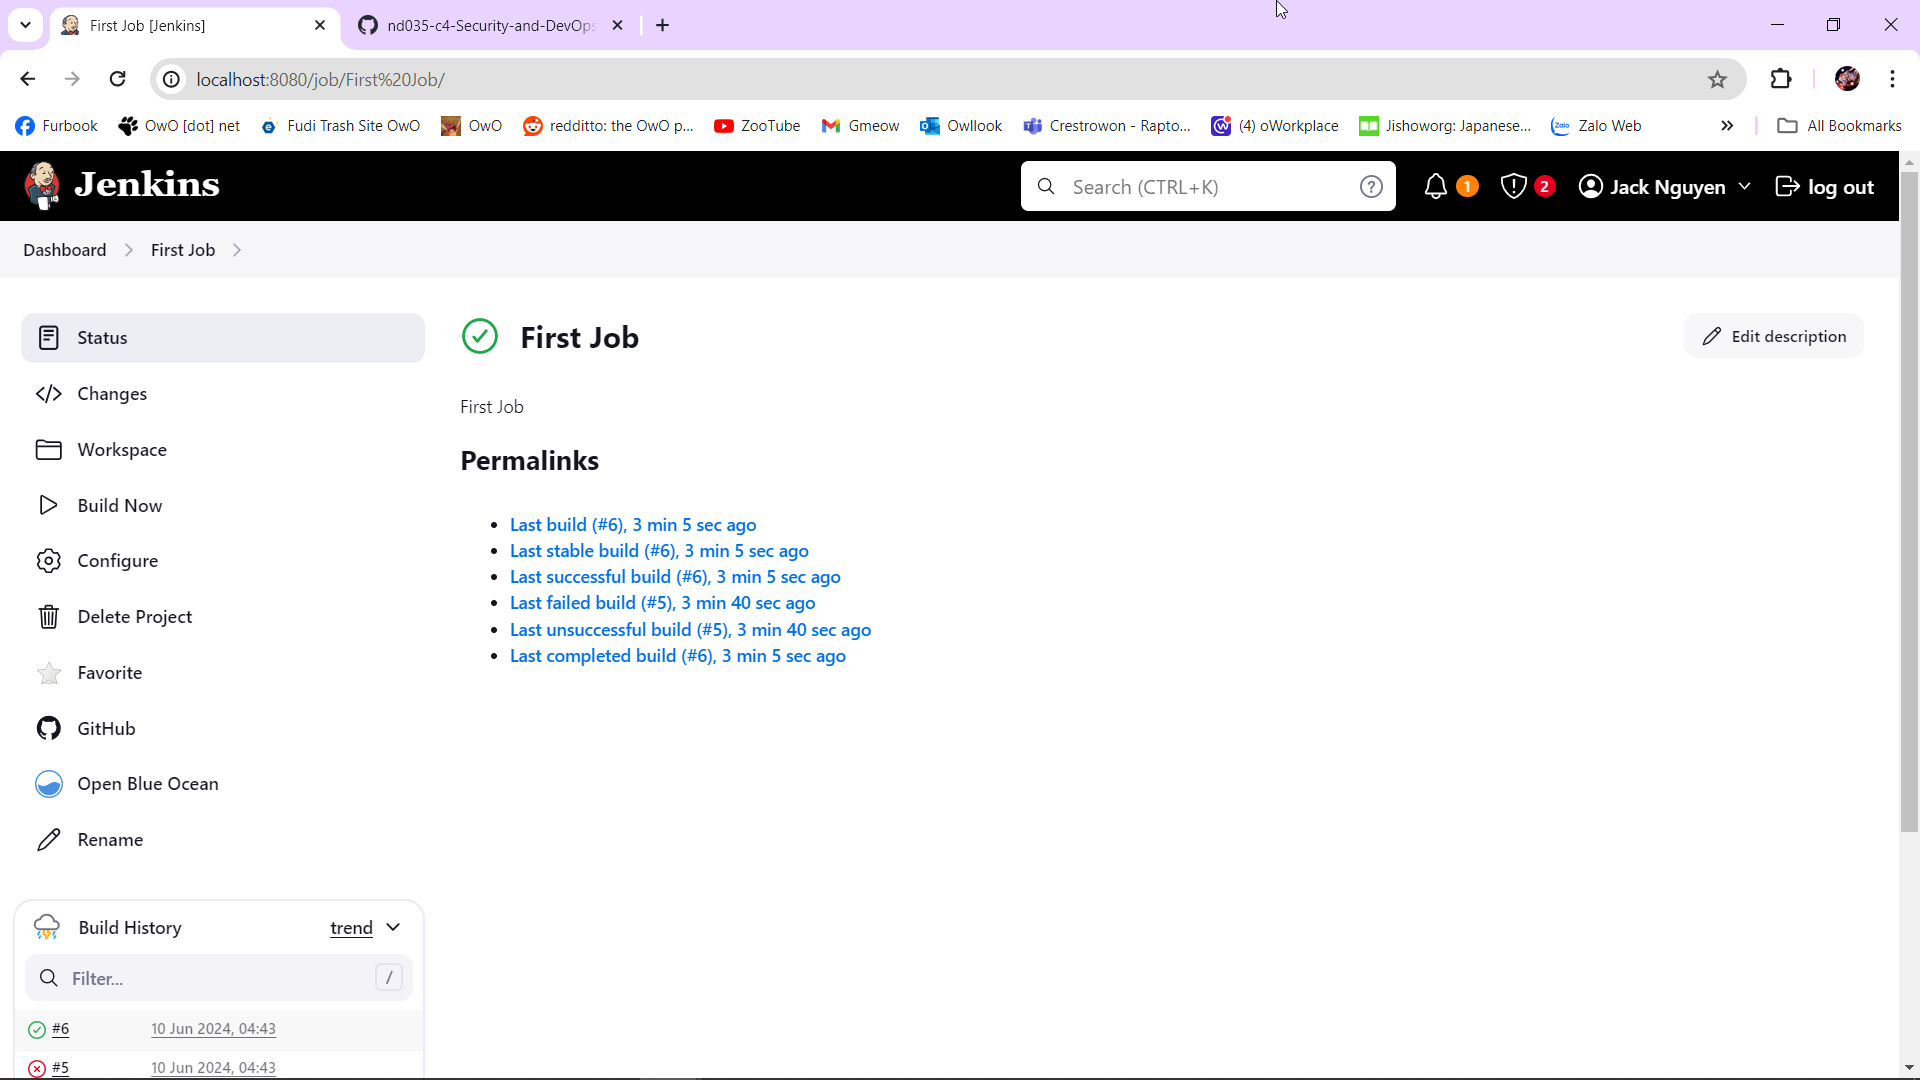 First Job [Jenkins]
nd035-c4-Security-and-DevOps
localhost:8080/job/First%20Job/
Furbook
OwO [dot] net
Fudi Trash Site OwO
OwO
redditto: the OwO p...
ZooTube
Gmeow
Owllook
Crestrowon - Rapto...
(4) oWorkplace
Jishoworg: Japanese...
Zalo
Zalo Web
All Bookmarks
Jenkins
Search (CTRL+K)
?
1
2
Jack Nguyen
log out
Dashboard
First Job
Status
Changes
Workspace
Build Now
Configure
Delete Project
Favorite
GitHub
Open Blue Ocean
Rename
First Job
Edit description
First Job
Permalinks
Last build (#6), 3 min 5 sec ago
Last stable build (#6), 3 min 5 sec ago
Last successful build (#6), 3 min 5 sec ago
Last failed build (#5), 3 min 40 sec ago
Last unsuccessful build (#5), 3 min 40 sec ago
Last completed build (#6), 3 min 5 sec ago
Build History
trend
Filter...
/
#6 10 Jun 2024, 04:43
#5 10 Jun 2024, 04:43